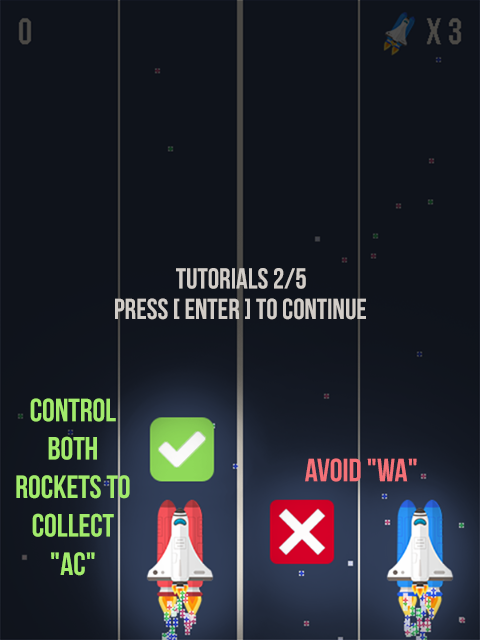 0
X 3
TUTORIALS 2/5
PRESS [ ENTER ] TO CONTINUE
CONTROL
BOTH
ROCKETS TO
COLLECT
"AC"
AVOID "WA"